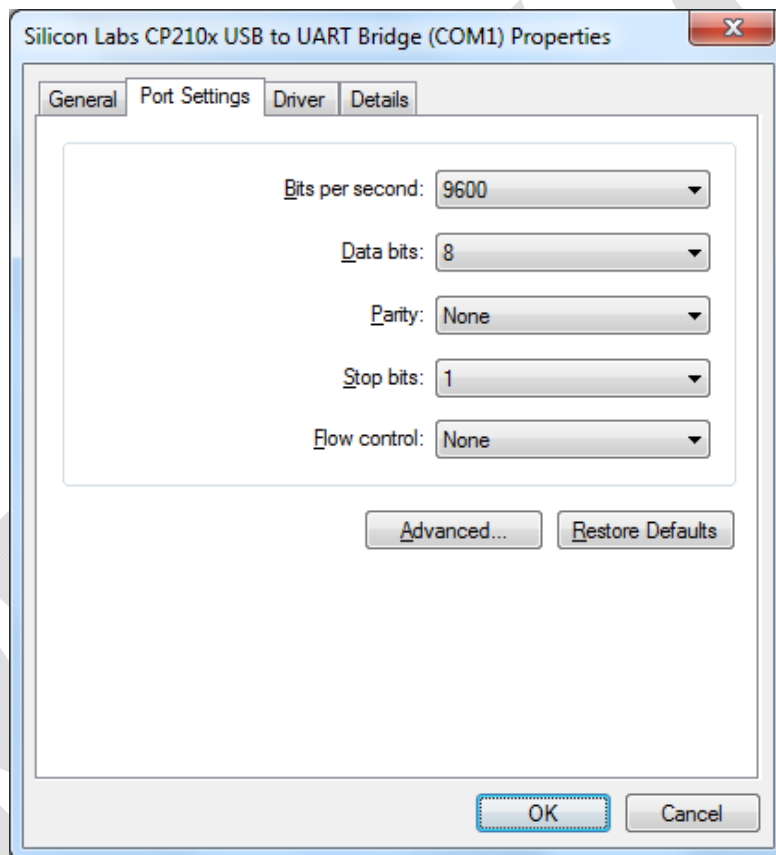 Silicon Labs CP210x USB to UART Bridge (COM1) Properties
General Port Settings Driver Details
Bits per second: 9600
Data bits: 8
Parity: None
Stop bits: 1
Flow control: None
Advanced... Restore Defaults
OK Cancel